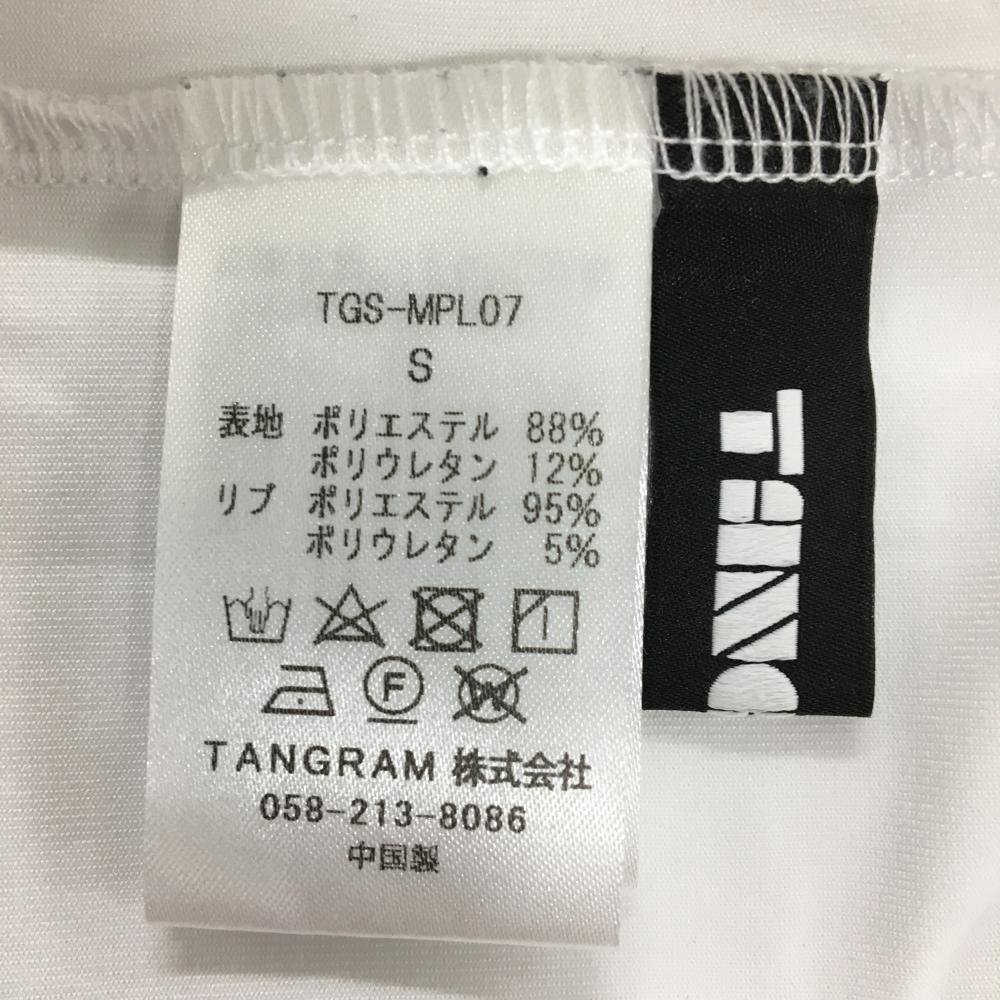 TGS-MPL07
S
表地 ポリエステル 88%
ポリウレタン 12%
リブ ポリエステル 95%
ポリウレタン 5%
F
W
TANGRAM 株式会社
058-213-8086
中国製